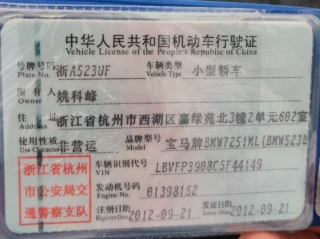 中华人民共和国机动车行驶证
Vehicle License of the People's Republic of China
号牌号码 浙A523UF 车辆类型 小型轿车
Plate No. Vehicle Type
所有人 姚科峰
Owner
住址 浙江省杭州市西湖区嘉绿苑北3幢2单元602室
使用性质 非营运 品牌型号 宝马牌BMW7251ML(BMW523
Use Character
浙江省杭州
市公安局交
通警察支队
车辆识别代号 LBVFP3908CSF44149
VIN
发动机号码 01398152
Engine No.
注册日期 2012-09-21 发证日期 2012-09-21
Register Date Issue Date